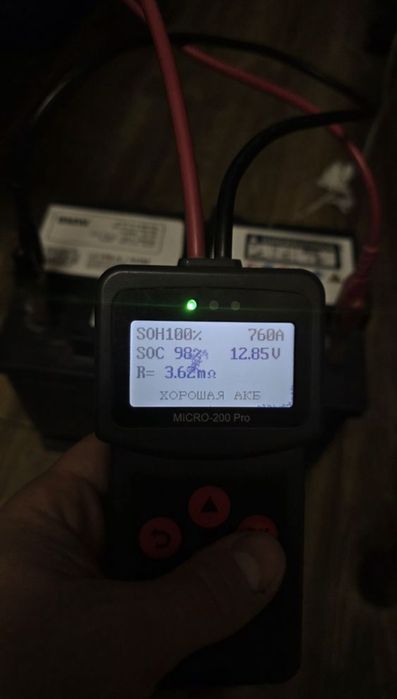 SOH100% 760A
SOC 98% 12.85V
R= 3.62mΩ
ХОРОШАЯ АКБ
MiCRO-200 Pro